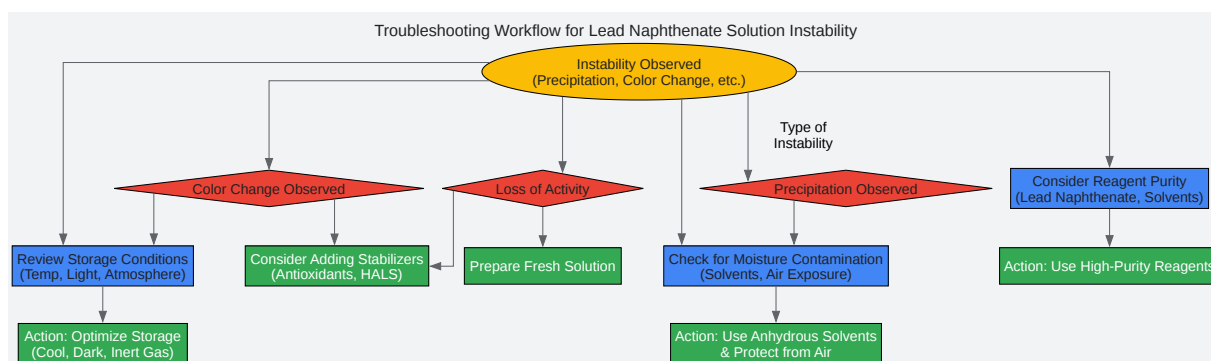 Troubleshooting Workflow for Lead Naphthenate Solution Instability
Instability Observed
(Precipitation, Color Change, etc.)
Type of
Instability
Color Change Observed
Loss of Activity
Precipitation Observed
Consider Reagent Purity
(Lead Naphthenate, Solvents)
Review Storage Conditions
(Temp, Light, Atmosphere)
Consider Adding Stabilizers
(Antioxidants, HALS)
Prepare Fresh Solution
Check for Moisture Contamination
(Solvents, Air Exposure)
Action: Use High-Purity Reagents
Action: Optimize Storage
(Cool, Dark, Inert Gas)
Action: Use Anhydrous Solvents
& Protect from Air